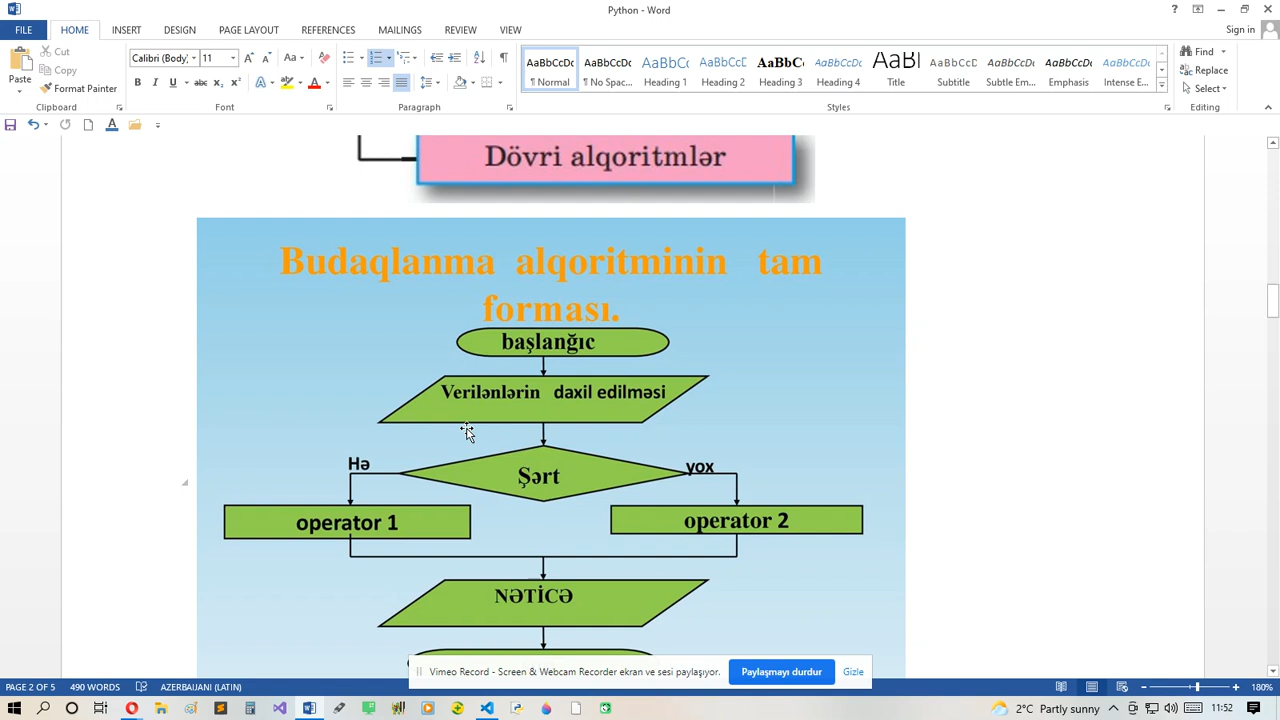 Python - Word
Sign in
FILE HOME INSERT DESIGN PAGE LAYOUT REFERENCES MAILINGS REVIEW VIEW
Paste
Cut
Copy
Format Painter
Clipboard
Calibri (Body) 11
Font
Paragraph
AaBbCcDc AaBbCcDc AaBbCc AaBbCcD AaBbC AaBbCcDc AaBl AaBbCcD AaBbCcDc AaBbCcDc AaBbCcDc
¶ Normal ¶ No Spac... Heading 1 Heading 2 Heading 3 Heading 4 Title Subtitle Subtle Em... Emphasis Intense E...
Styles
Find
Replace
Select
Editing
Dövri alqoritmlər
Budaqlanma alqoritminin tam
forması.
başlanğıc
Verilənlərin daxil edilməsi
Hə
Şərt
yox
operator 1
operator 2
NƏTİCƏ
Vimeo Record - Screen & Webcam Recorder ekran ve sesi paylaşıyor.
Paylaşmayı durdur
Gizle
PAGE 2 OF 5 490 WORDS AZERBAIJANI (LATIN) 180%
2°C Partly sunny 11:52